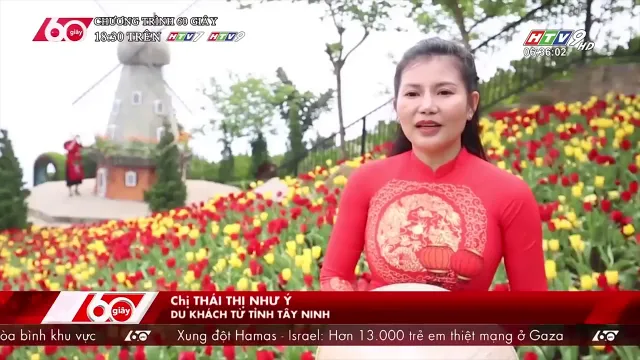 60 giây
CHƯƠNG TRÌNH 60 GIÂY
18:30 TRÊN HTV7 HTV9
HTV9 HD
06:36:02
60 giây
Chị THÁI THỊ NHƯ Ý
DU KHÁCH TỪ TỈNH TÂY NINH
òa bình khu vực 60 giây Xung đột Hamas - Israel: Hơn 13.000 trẻ em thiệt mạng ở Gaza 60 giây